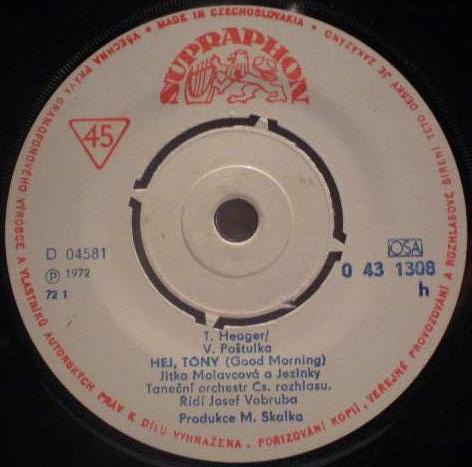 VŠECHNA PRÁVA GRAMOFONOVÉHO VÝROBCE A VLASTNÍKŮ AUTORSKÝCH PRÁV K DÍLU VYHRAŽENA. POŘIZOVÁNÍ KOPIÍ, VEŘEJNÉ PROVOZOVÁNÍ A ROZHLASOVÉ ŠÍŘENÍ TÉTO DESKY JE ZAKÁZÁNO
• MADE IN CZECHOSLOVAKIA •
SUPRAPHON
45
D 04581
℗ 1972
72 1
OSA
0 43 1308
h
T. Heager/
V. Poštulka
HEJ, TONY (Good Morning)
Jitka Molavcová a Jezinky
Taneční orchestr Čs. rozhlasu.
Řídí Josef Vobruba
Produkce M. Skalka